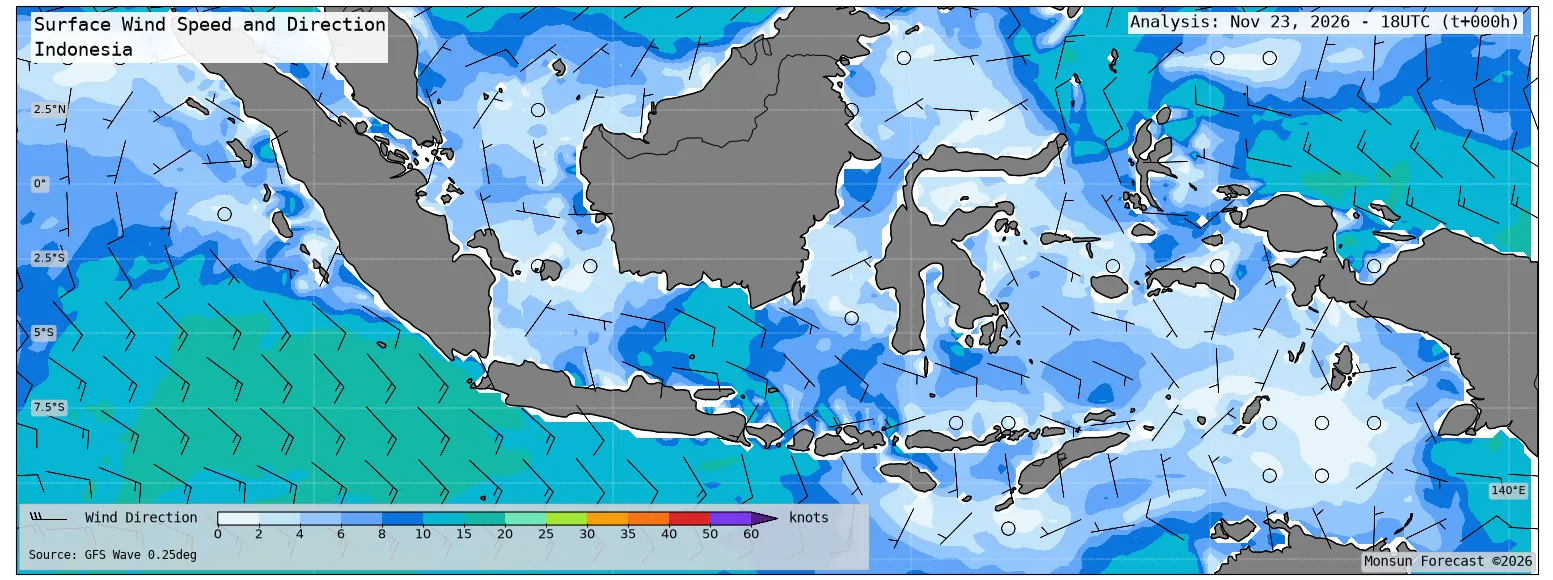 Surface Wind Speed and Direction
Indonesia
Analysis: Nov 23, 2026 - 18UTC (t+000h)
2.5°N
0°
2.5°S
5°S
7.5°S
140°E
Wind Direction
0 2 4 6 8 10 15 20 25 30 35 40 50 60
knots
Source: GFS Wave 0.25deg
Monsun Forecast ©2026